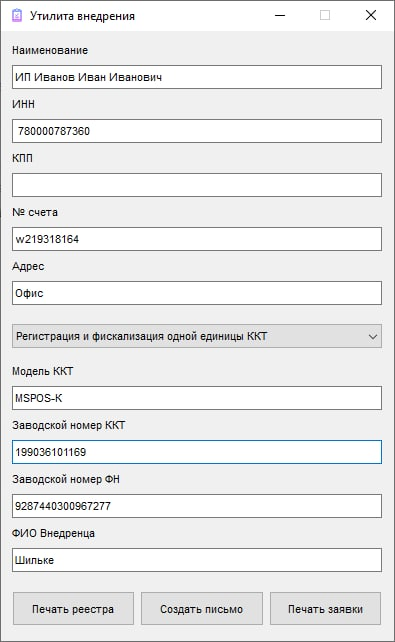 Утилита внедрения
Наименование
ИП Иванов Иван Иванович
ИНН
780000787360
КПП
№ счета
w219318164
Адрес
Офис
Регистрация и фискализация одной единицы ККТ
Модель ККТ
MSPOS-K
Заводской номер ККТ
199036101169
Заводской номер ФН
9287440300967277
ФИО Внедренца
Шильке
Печать реестра Создать письмо Печать заявки